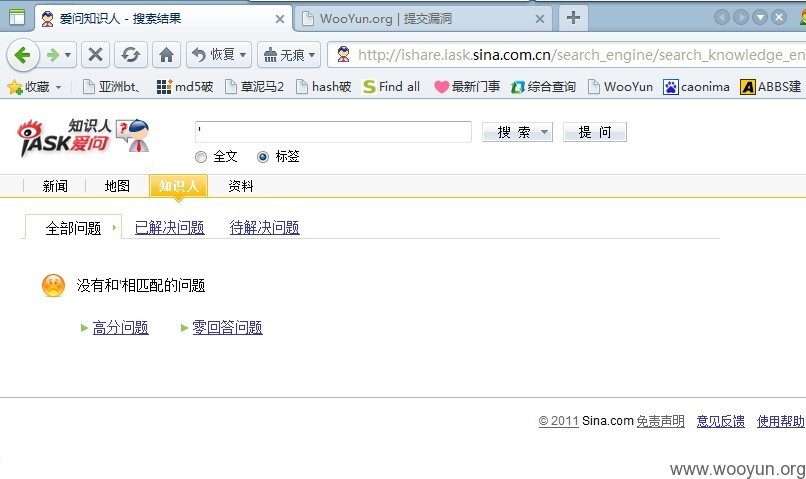 爱问知识人 - 搜索结果
WooYun.org | 提交漏洞
恢复
无痕
http://ishare.iask.sina.com.cn/search_engine/search_knowledge_en
收藏 亚洲bt、 md5破 草泥马2 hash破 Find all 最新门事 综合查询 WooYun caonima ABBS建
iASK爱问 知识人 ?
'
搜 索 提 问
全文 标签
新闻 地图 知识人 资料
全部问题 已解决问题 待解决问题
没有和'相匹配的问题
高分问题 零回答问题
© 2011 Sina.com 免责声明 意见反馈 使用帮助
www.wooyun.org